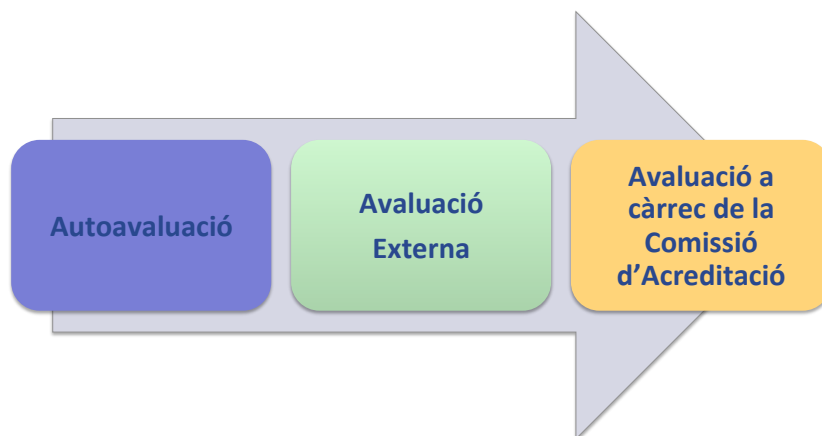 Autoavaluació
Avaluació
Externa
Avaluació a
càrrec de la
Comissió
d’Acreditació